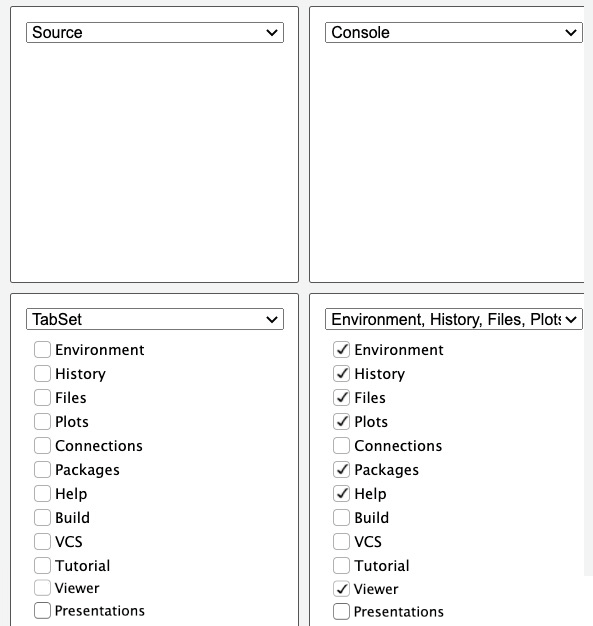 Source
Console
TabSet
Environment
History
Files
Plots
Connections
Packages
Help
Build
VCS
Tutorial
Viewer
Presentations
Environment, History, Files, Plots
Environment
History
Files
Plots
Connections
Packages
Help
Build
VCS
Tutorial
Viewer
Presentations